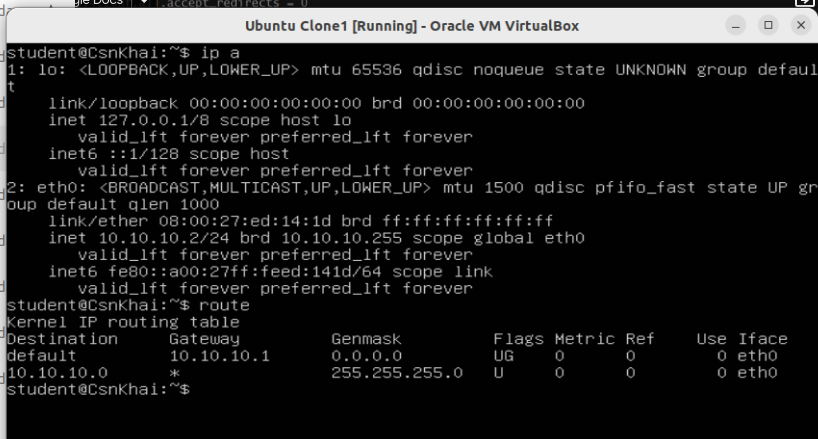 gle Docs
.accept_redirects = 0
Ubuntu Clone1 [Running] - Oracle VM VirtualBox
student@CsnKhai:~$ ip a
1: lo: <LOOPBACK,UP,LOWER_UP> mtu 65536 qdisc noqueue state UNKNOWN group defaul
t
    link/loopback 00:00:00:00:00:00 brd 00:00:00:00:00:00
    inet 127.0.0.1/8 scope host lo
       valid_lft forever preferred_lft forever
    inet6 ::1/128 scope host
       valid_lft forever preferred_lft forever
2: eth0: <BROADCAST,MULTICAST,UP,LOWER_UP> mtu 1500 qdisc pfifo_fast state UP gr
oup default qlen 1000
    link/ether 08:00:27:ed:14:1d brd ff:ff:ff:ff:ff:ff
    inet 10.10.10.2/24 brd 10.10.10.255 scope global eth0
       valid_lft forever preferred_lft forever
    inet6 fe80::a00:27ff:feed:141d/64 scope link
       valid_lft forever preferred_lft forever
student@CsnKhai:~$ route
Kernel IP routing table
Destination     Gateway         Genmask         Flags Metric Ref    Use Iface
default         10.10.10.1      0.0.0.0         UG    0      0        0 eth0
10.10.10.0      *               255.255.255.0   U     0      0        0 eth0
student@CsnKhai:~$